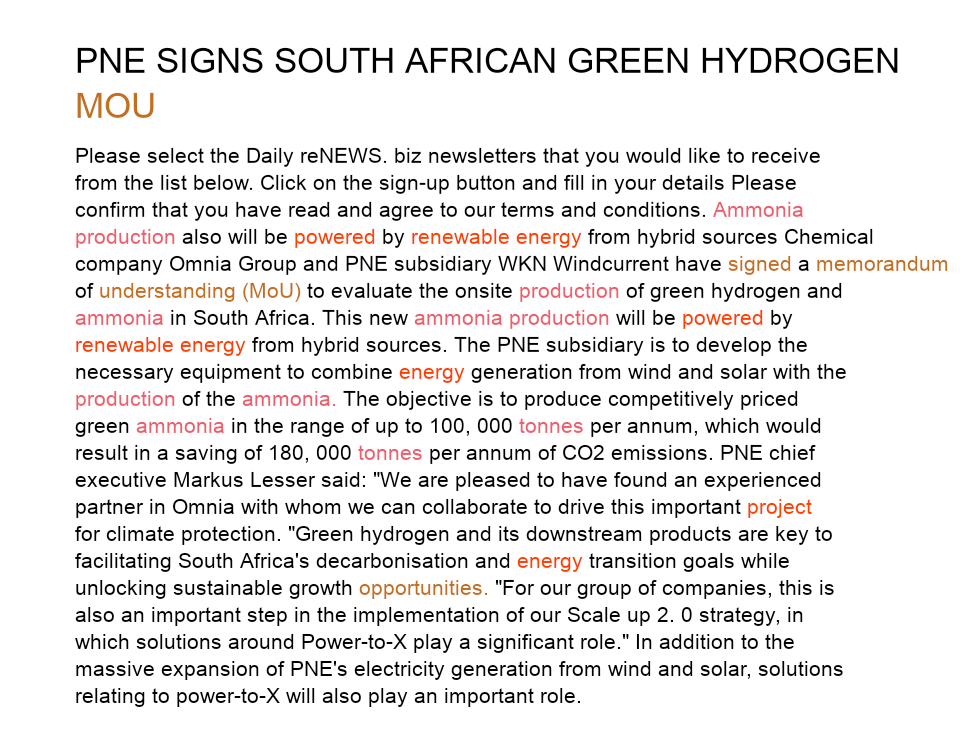 PNE SIGNS SOUTH AFRICAN GREEN HYDROGEN
MOU
Please select the Daily reNEWS. biz newsletters that you would like to receive
from the list below. Click on the sign-up button and fill in your details Please
confirm that you have read and agree to our terms and conditions. Ammonia
production also will be powered by renewable energy from hybrid sources Chemical
company Omnia Group and PNE subsidiary WKN Windcurrent have signed a memorandum
of understanding (MoU) to evaluate the onsite production of green hydrogen and
ammonia in South Africa. This new ammonia production will be powered by
renewable energy from hybrid sources. The PNE subsidiary is to develop the
necessary equipment to combine energy generation from wind and solar with the
production of the ammonia. The objective is to produce competitively priced
green ammonia in the range of up to 100, 000 tonnes per annum, which would
result in a saving of 180, 000 tonnes per annum of CO2 emissions. PNE chief
executive Markus Lesser said: "We are pleased to have found an experienced
partner in Omnia with whom we can collaborate to drive this important project
for climate protection. "Green hydrogen and its downstream products are key to
facilitating South Africa's decarbonisation and energy transition goals while
unlocking sustainable growth opportunities. "For our group of companies, this is
also an important step in the implementation of our Scale up 2. 0 strategy, in
which solutions around Power-to-X play a significant role." In addition to the
massive expansion of PNE's electricity generation from wind and solar, solutions
relating to power-to-X will also play an important role.